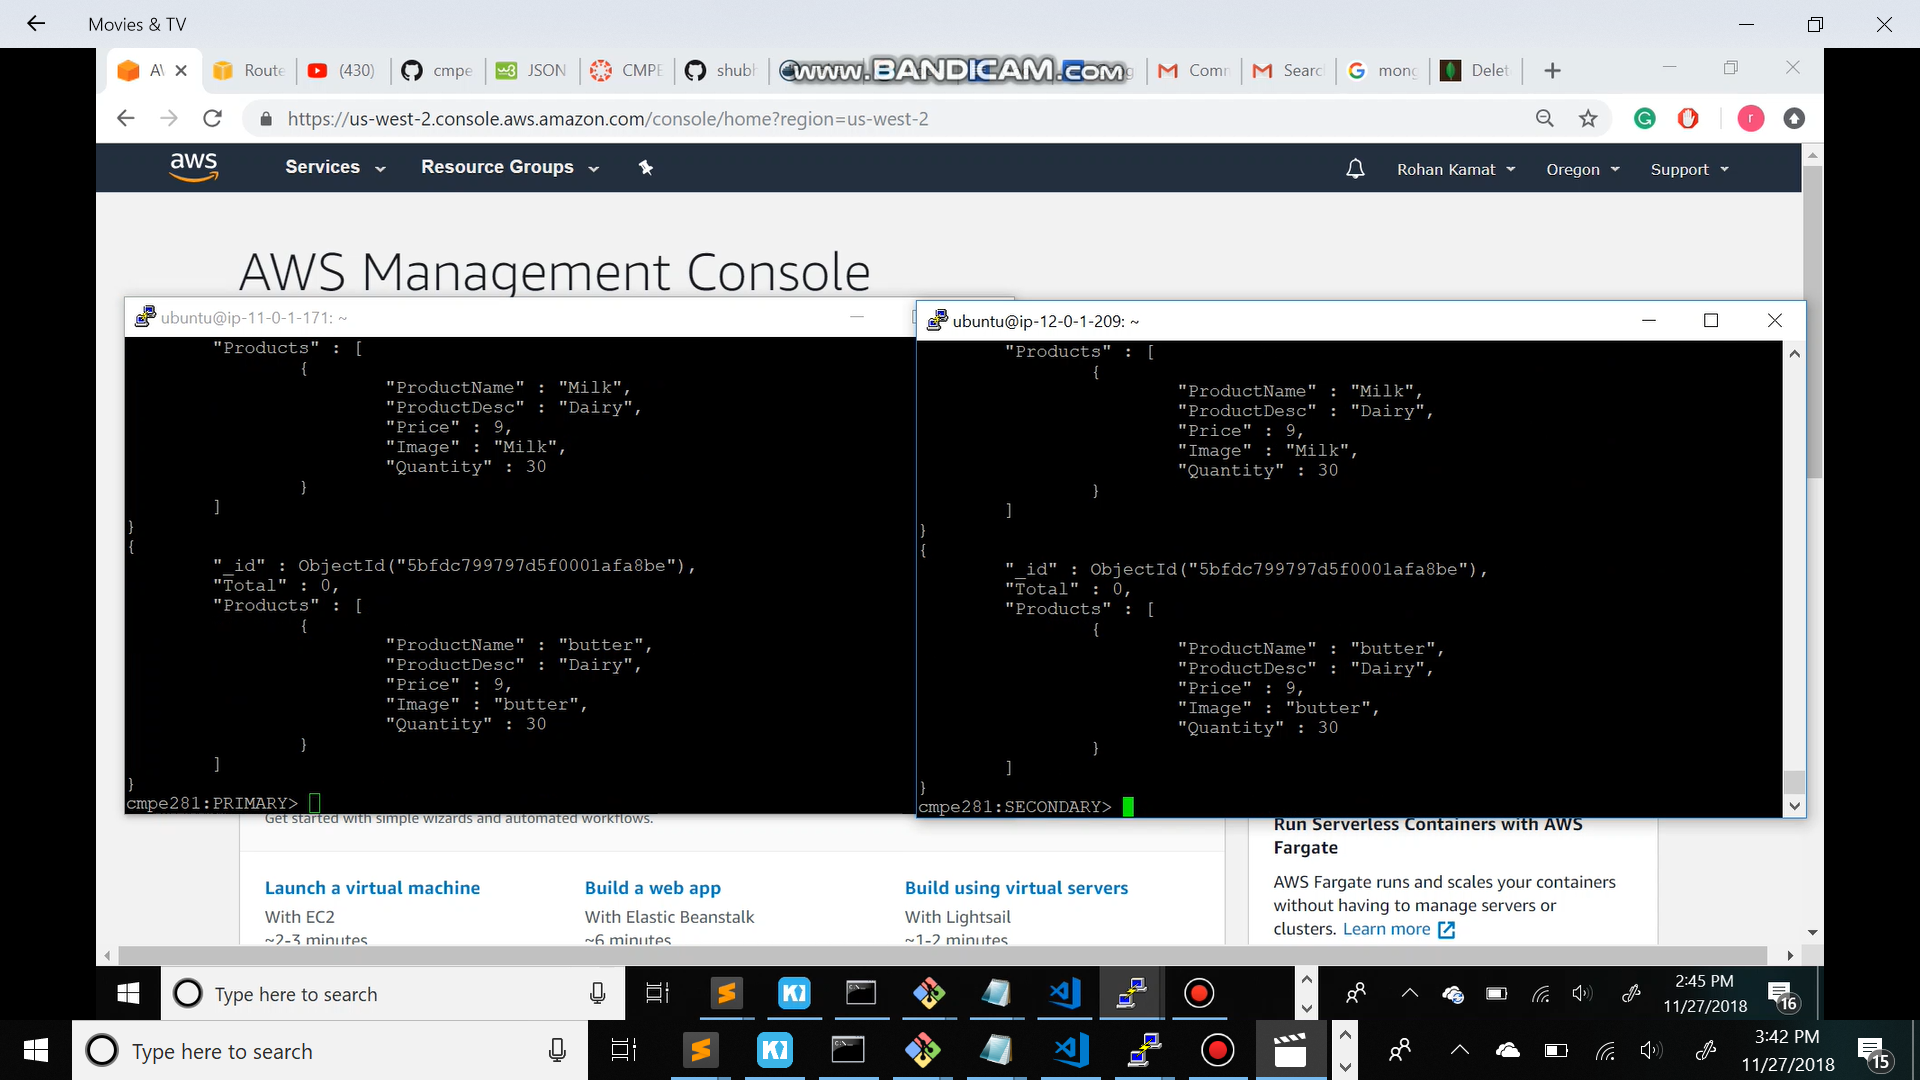 Movies & TV
Route
(430)
cmpe
JSON
CMPE
shubh
www.BANDICAM.com
Comm
Searc
mong
Delet
https://us-west-2.console.aws.amazon.com/console/home?region=us-west-2
aws
Services
Resource Groups
Rohan Kamat
Oregon
Support
AWS Management Console
ubuntu@ip-11-0-1-171: ~
"Products" : [
{
"ProductName" : "Milk",
"ProductDesc" : "Dairy",
"Price" : 9,
"Image" : "Milk",
"Quantity" : 30
}
]
}
{
"_id" : ObjectId("5bfdc799797d5f0001afa8be"),
"Total" : 0,
"Products" : [
{
"ProductName" : "butter",
"ProductDesc" : "Dairy",
"Price" : 9,
"Image" : "butter",
"Quantity" : 30
}
]
}
cmpe281:PRIMARY>
ubuntu@ip-12-0-1-209: ~
"Products" : [
{
"ProductName" : "Milk",
"ProductDesc" : "Dairy",
"Price" : 9,
"Image" : "Milk",
"Quantity" : 30
}
]
}
{
"_id" : ObjectId("5bfdc799797d5f0001afa8be"),
"Total" : 0,
"Products" : [
{
"ProductName" : "butter",
"ProductDesc" : "Dairy",
"Price" : 9,
"Image" : "butter",
"Quantity" : 30
}
]
}
cmpe281:SECONDARY>
Get started with simple wizards and automated workflows.
Launch a virtual machine
With EC2
~2-3 minutes
Build a web app
With Elastic Beanstalk
~6 minutes
Build using virtual servers
With Lightsail
~1-2 minutes
Run Serverless Containers with AWS
Fargate
AWS Fargate runs and scales your containers
without having to manage servers or
clusters. Learn more
Type here to search
2:45 PM
11/27/2018
16
Type here to search
3:42 PM
11/27/2018
15